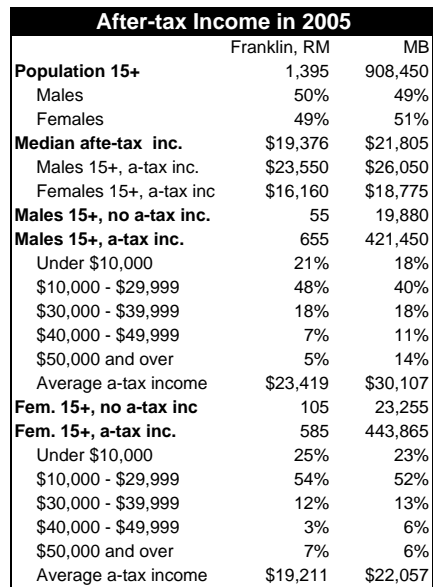 After-tax Income in 2005
Franklin, RM MB
Population 15+ 1,395 908,450
Males 50% 49%
Females 49% 51%
Median afte-tax inc. $19,376 $21,805
Males 15+, a-tax inc. $23,550 $26,050
Females 15+, a-tax inc $16,160 $18,775
Males 15+, no a-tax inc. 55 19,880
Males 15+, a-tax inc. 655 421,450
Under $10,000 21% 18%
$10,000 - $29,999 48% 40%
$30,000 - $39,999 18% 18%
$40,000 - $49,999 7% 11%
$50,000 and over 5% 14%
Average a-tax income $23,419 $30,107
Fem. 15+, no a-tax inc 105 23,255
Fem. 15+, a-tax inc. 585 443,865
Under $10,000 25% 23%
$10,000 - $29,999 54% 52%
$30,000 - $39,999 12% 13%
$40,000 - $49,999 3% 6%
$50,000 and over 7% 6%
Average a-tax income $19,211 $22,057